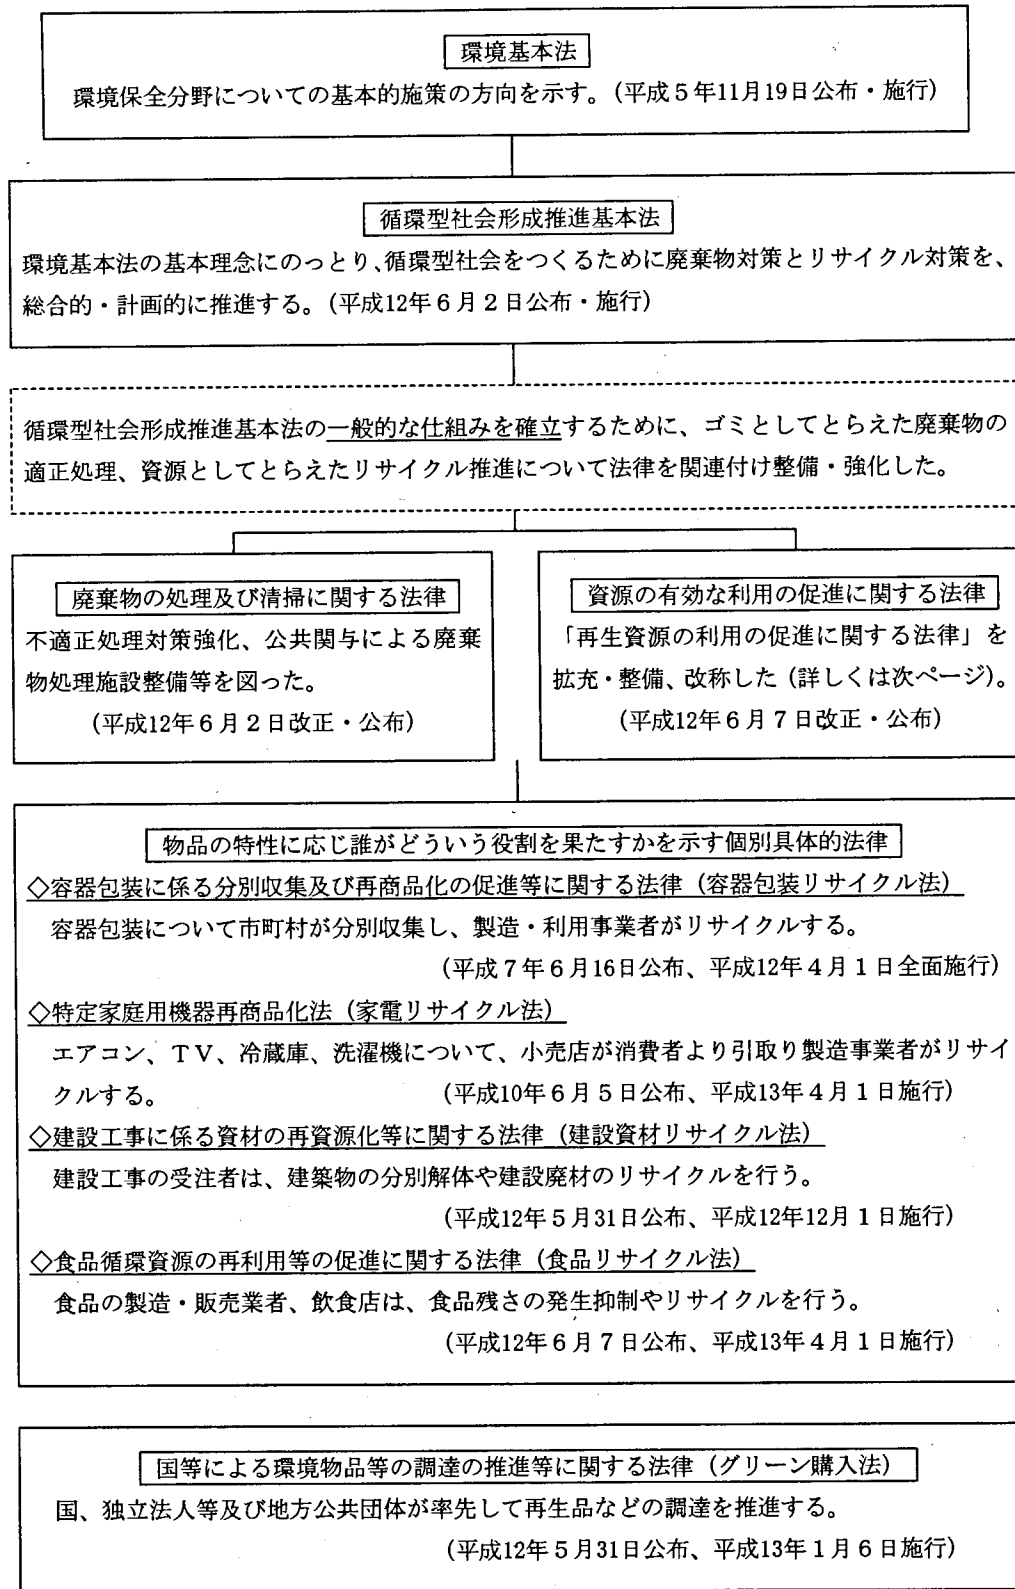 環境基本法
環境保全分野についての基本的施策の方向を示す。(平成5年11月19日公布・施行)
循環型社会形成推進基本法
環境基本法の基本理念にのっとり、循環型社会をつくるために廃棄物対策とリサイクル対策を、
総合的・計画的に推進する。(平成12年6月2日公布・施行)
循環型社会形成推進基本法の一般的な仕組みを確立するために、ゴミとしてとらえた廃棄物の
適正処理、資源としてとらえたリサイクル推進について法律を関連付け整備・強化した。
廃棄物の処理及び清掃に関する法律
不適正処理対策強化、公共関与による廃棄
物処理施設整備等を図った。
(平成12年6月2日改正・公布)
資源の有効な利用の促進に関する法律
「再生資源の利用の促進に関する法律」を
拡充・整備、改称した(詳しくは次ページ)。
(平成12年6月7日改正・公布)
物品の特性に応じ誰がどういう役割を果たすかを示す個別具体的法律
◇容器包装に係る分別収集及び再商品化の促進等に関する法律(容器包装リサイクル法)
容器包装について市町村が分別収集し、製造・利用事業者がリサイクルする。
(平成7年6月16日公布、平成12年4月1日全面施行)
◇特定家庭用機器再商品化法(家電リサイクル法)
エアコン、TV、冷蔵庫、洗濯機について、小売店が消費者より引取り製造事業者がリサイ
クルする。 (平成10年6月5日公布、平成13年4月1日施行)
◇建設工事に係る資材の再資源化等に関する法律(建設資材リサイクル法)
建設工事の受注者は、建築物の分別解体や建設廃材のリサイクルを行う。
(平成12年5月31日公布、平成12年12月1日施行)
◇食品循環資源の再利用等の促進に関する法律(食品リサイクル法)
食品の製造・販売業者、飲食店は、食品残さの発生抑制やリサイクルを行う。
(平成12年6月7日公布、平成13年4月1日施行)
国等による環境物品等の調達の推進等に関する法律(グリーン購入法)
国、独立法人等及び地方公共団体が率先して再生品などの調達を推進する。
(平成12年5月31日公布、平成13年1月6日施行)